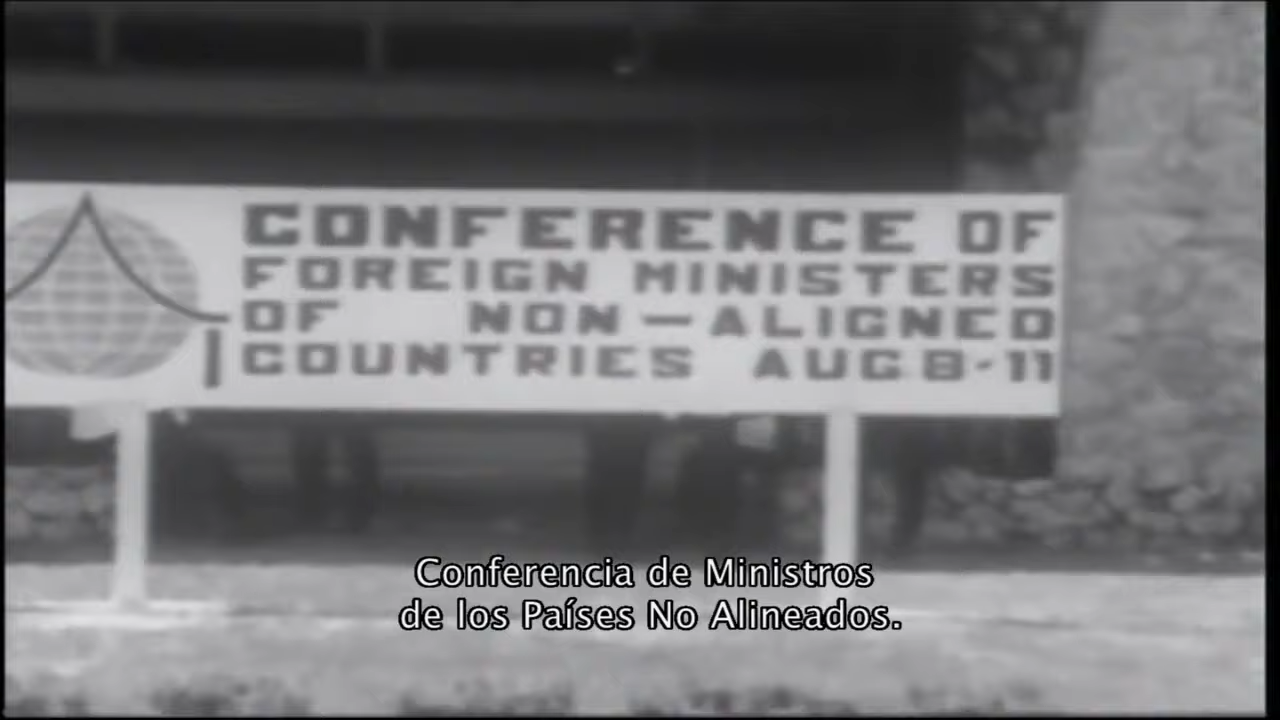 CONFERENCE OF
FOREIGN MINISTERS
OF NON-ALIGNED
COUNTRIES AUG 8-11
Conferencia de Ministros
de los Países No Alineados.